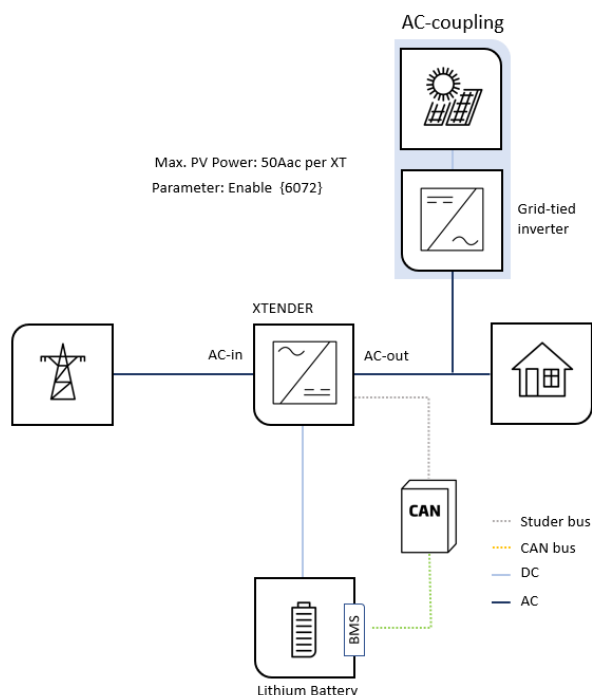 AC-coupling
Max. PV Power: 50Aac per XT
Parameter: Enable {6072}
Grid-tied
inverter
XTENDER
AC-in
AC-out
CAN
Studer bus
CAN bus
DC
AC
BMS
Lithium Battery